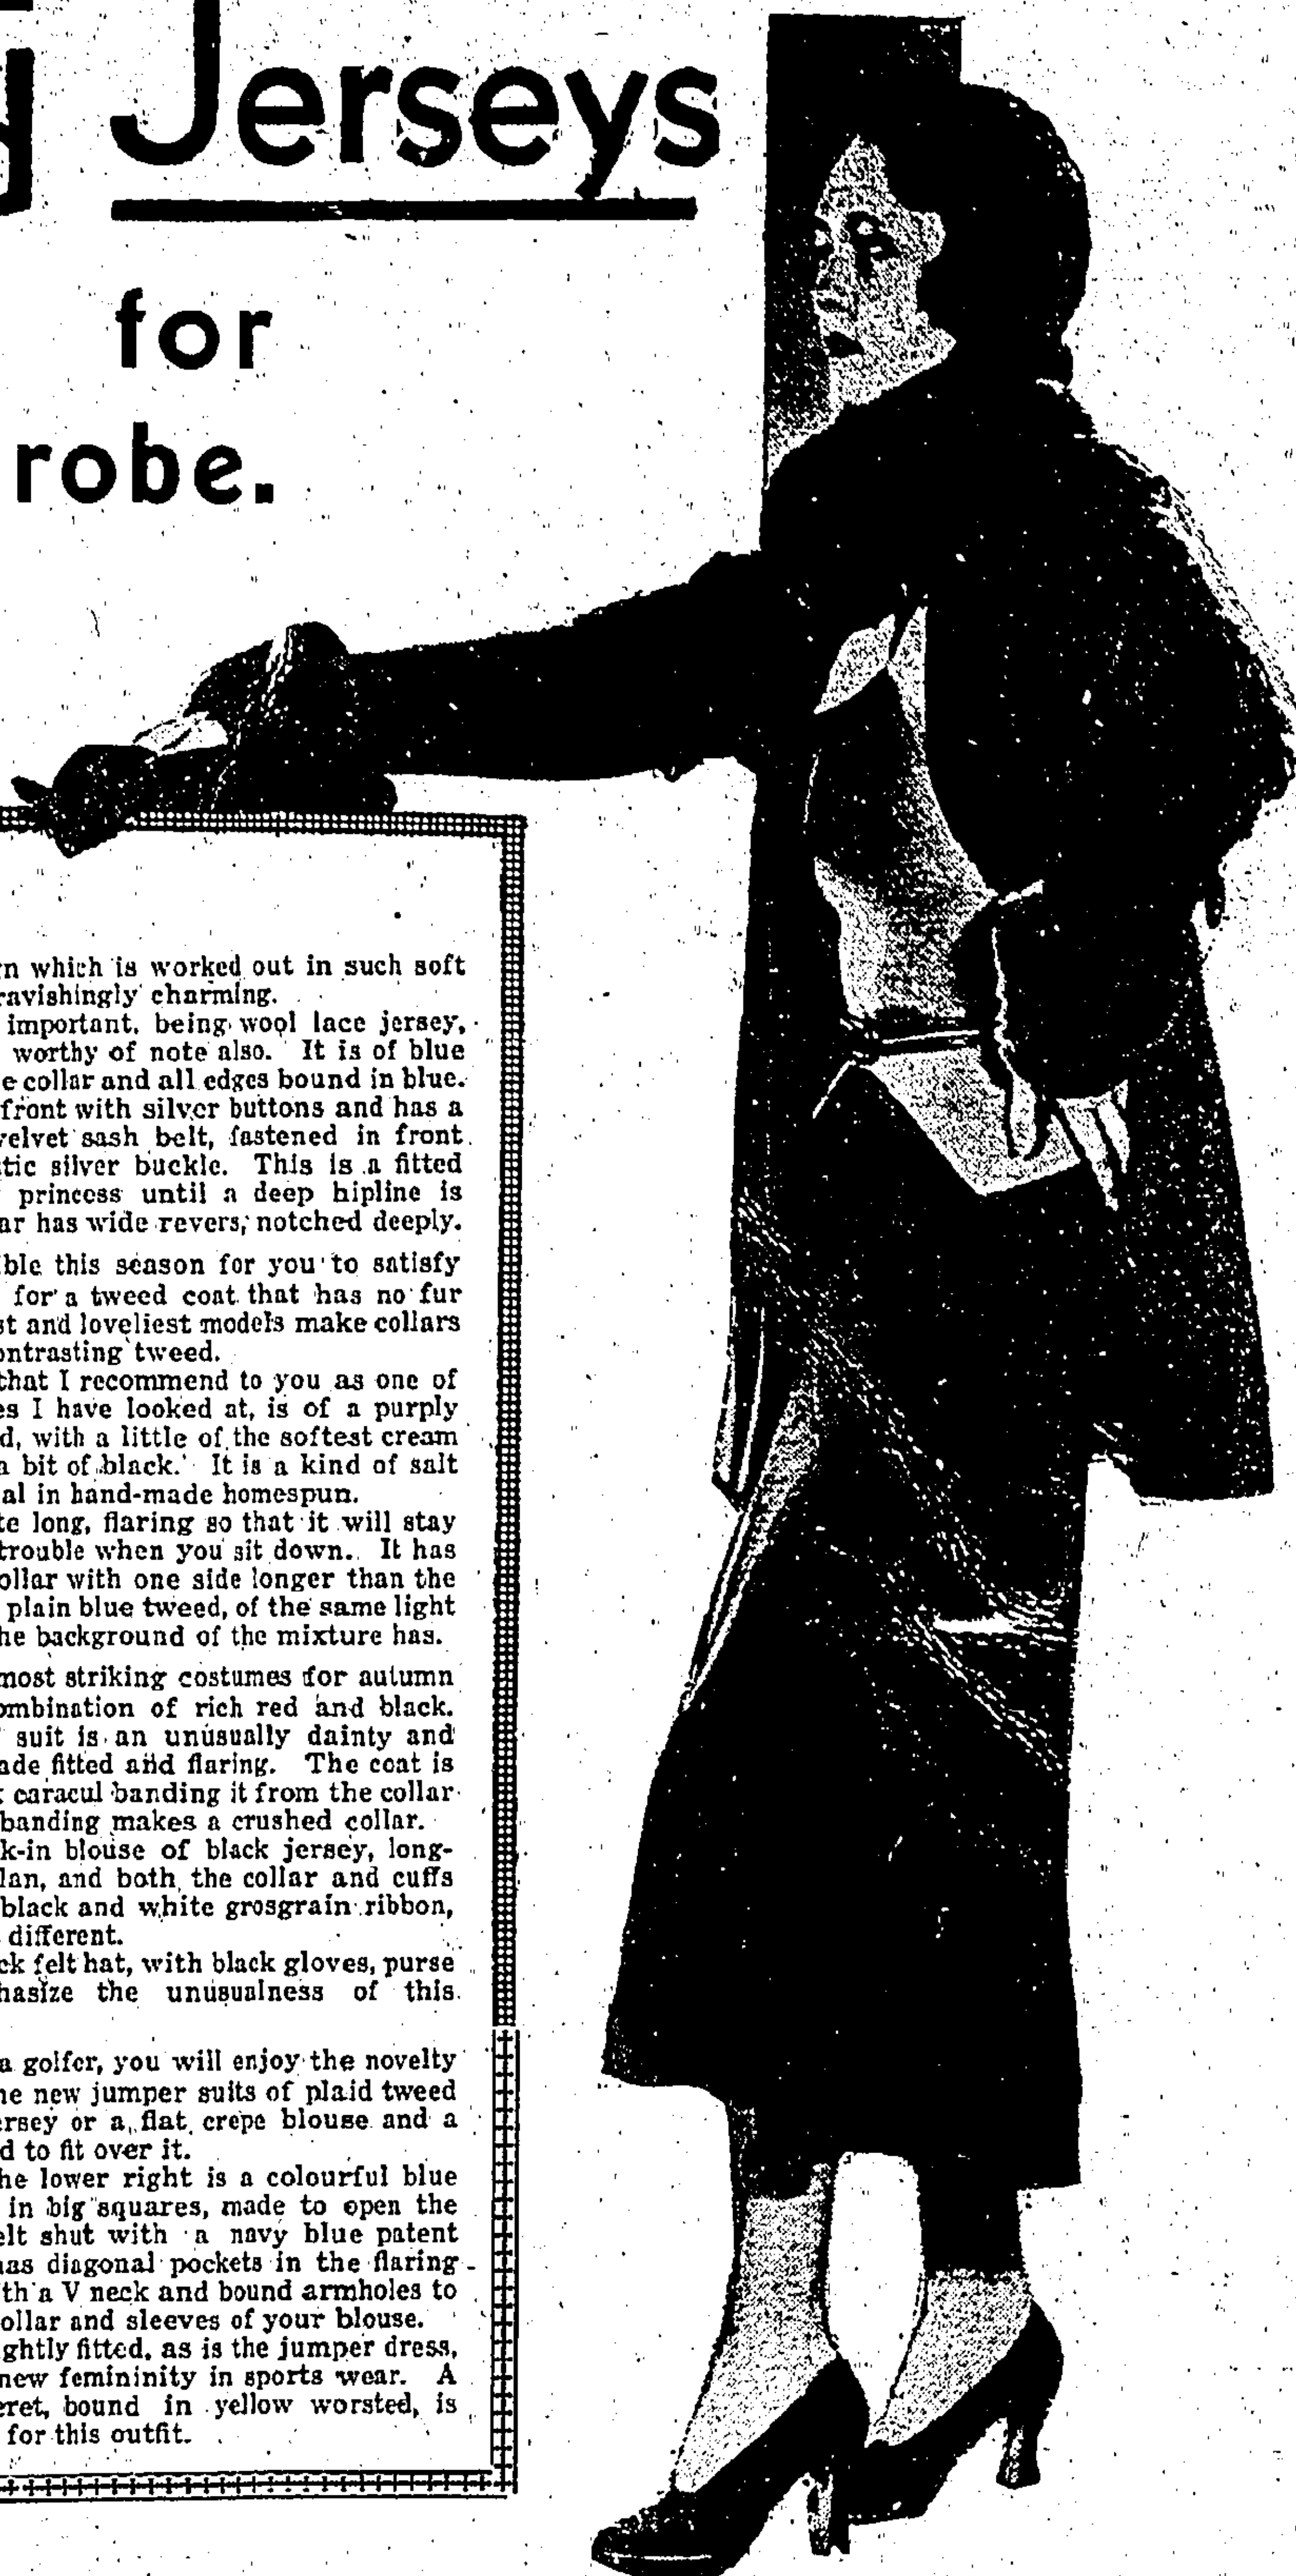 Jerseys
for
robe.
n which is worked out in such soft
ravishingly charming.
important, being wool lace jersey,
worthy of note also. It is of blue
e collar and all edges bound in blue.
front with silver buttons and has a
velvet sash belt, fastened in front
tic silver buckle. This is a fitted
princess until a deep hipline is
ar has wide revers, notched deeply.
ble this season for you to satisfy
for a tweed coat that has no fur
st and loveliest models make collars
ontrasting tweed.
that I recommend to you as one of
es I have looked at, is of a purply
d, with a little of the softest cream
a bit of black. It is a kind of salt
al in hand-made homespun.
te long, flaring so that it will stay
trouble when you sit down. It has
ollar with one side longer than the
plain blue tweed, of the same light
he background of the mixture has.
most striking costumes for autumn
ombination of rich red and black.
suit is an unusually dainty and
ade fitted and flaring. The coat is
caracul banding it from the collar
banding makes a crushed collar.
k-in blouse of black jersey, long-
lan, and both the collar and cuffs
black and white grosgrain ribbon,
different.
ck felt hat, with black gloves, purse
hasize the unusualness of this
a golfer, you will enjoy the novelty
he new jumper suits of plaid tweed
ersey or a flat crepe blouse and a
d to fit over it.
he lower right is a colourful blue
in big squares, made to open the
elt shut with a navy blue patent
has diagonal pockets in the flaring
th a V neck and bound armholes to
ollar and sleeves of your blouse.
ghtly fitted, as is the jumper dress,
new femininity in sports wear. A
eret, bound in yellow worsted, is
for this outfit.